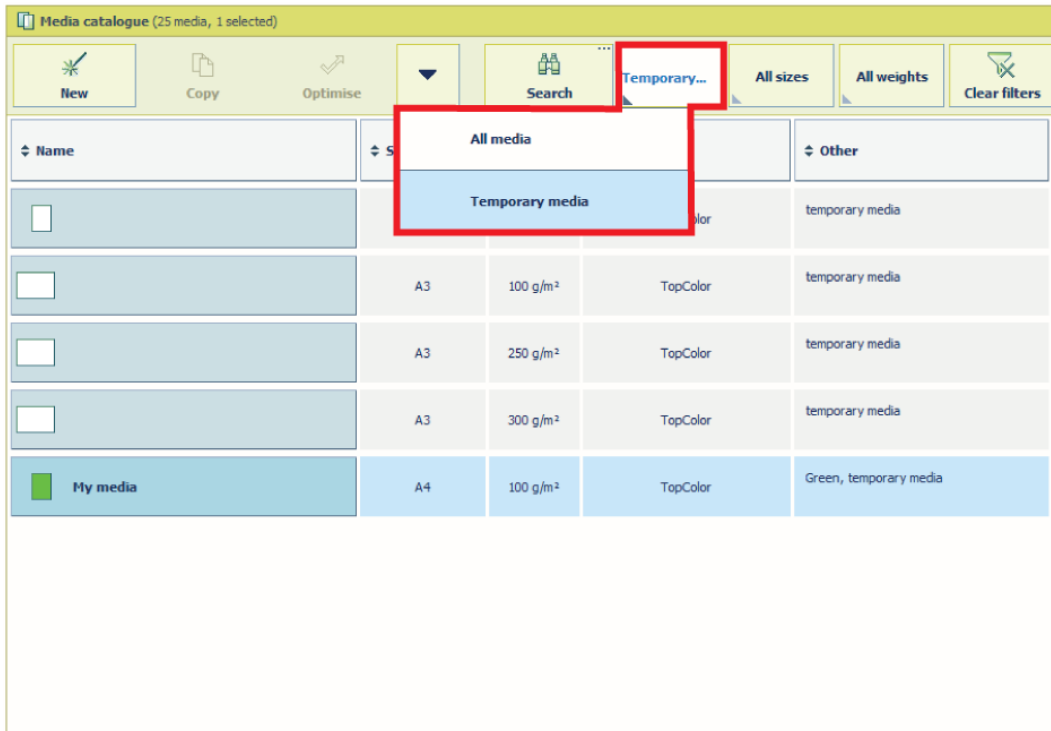 Media catalogue (25 media, 1 selected)
New
Copy
Optimise
Search
Temporary...
All sizes
All weights
Clear filters
All media
Temporary media
Name
Other
temporary media
A3 100 g/m² TopColor temporary media
A3 250 g/m² TopColor temporary media
A3 300 g/m² TopColor temporary media
My media A4 100 g/m² TopColor Green, temporary media